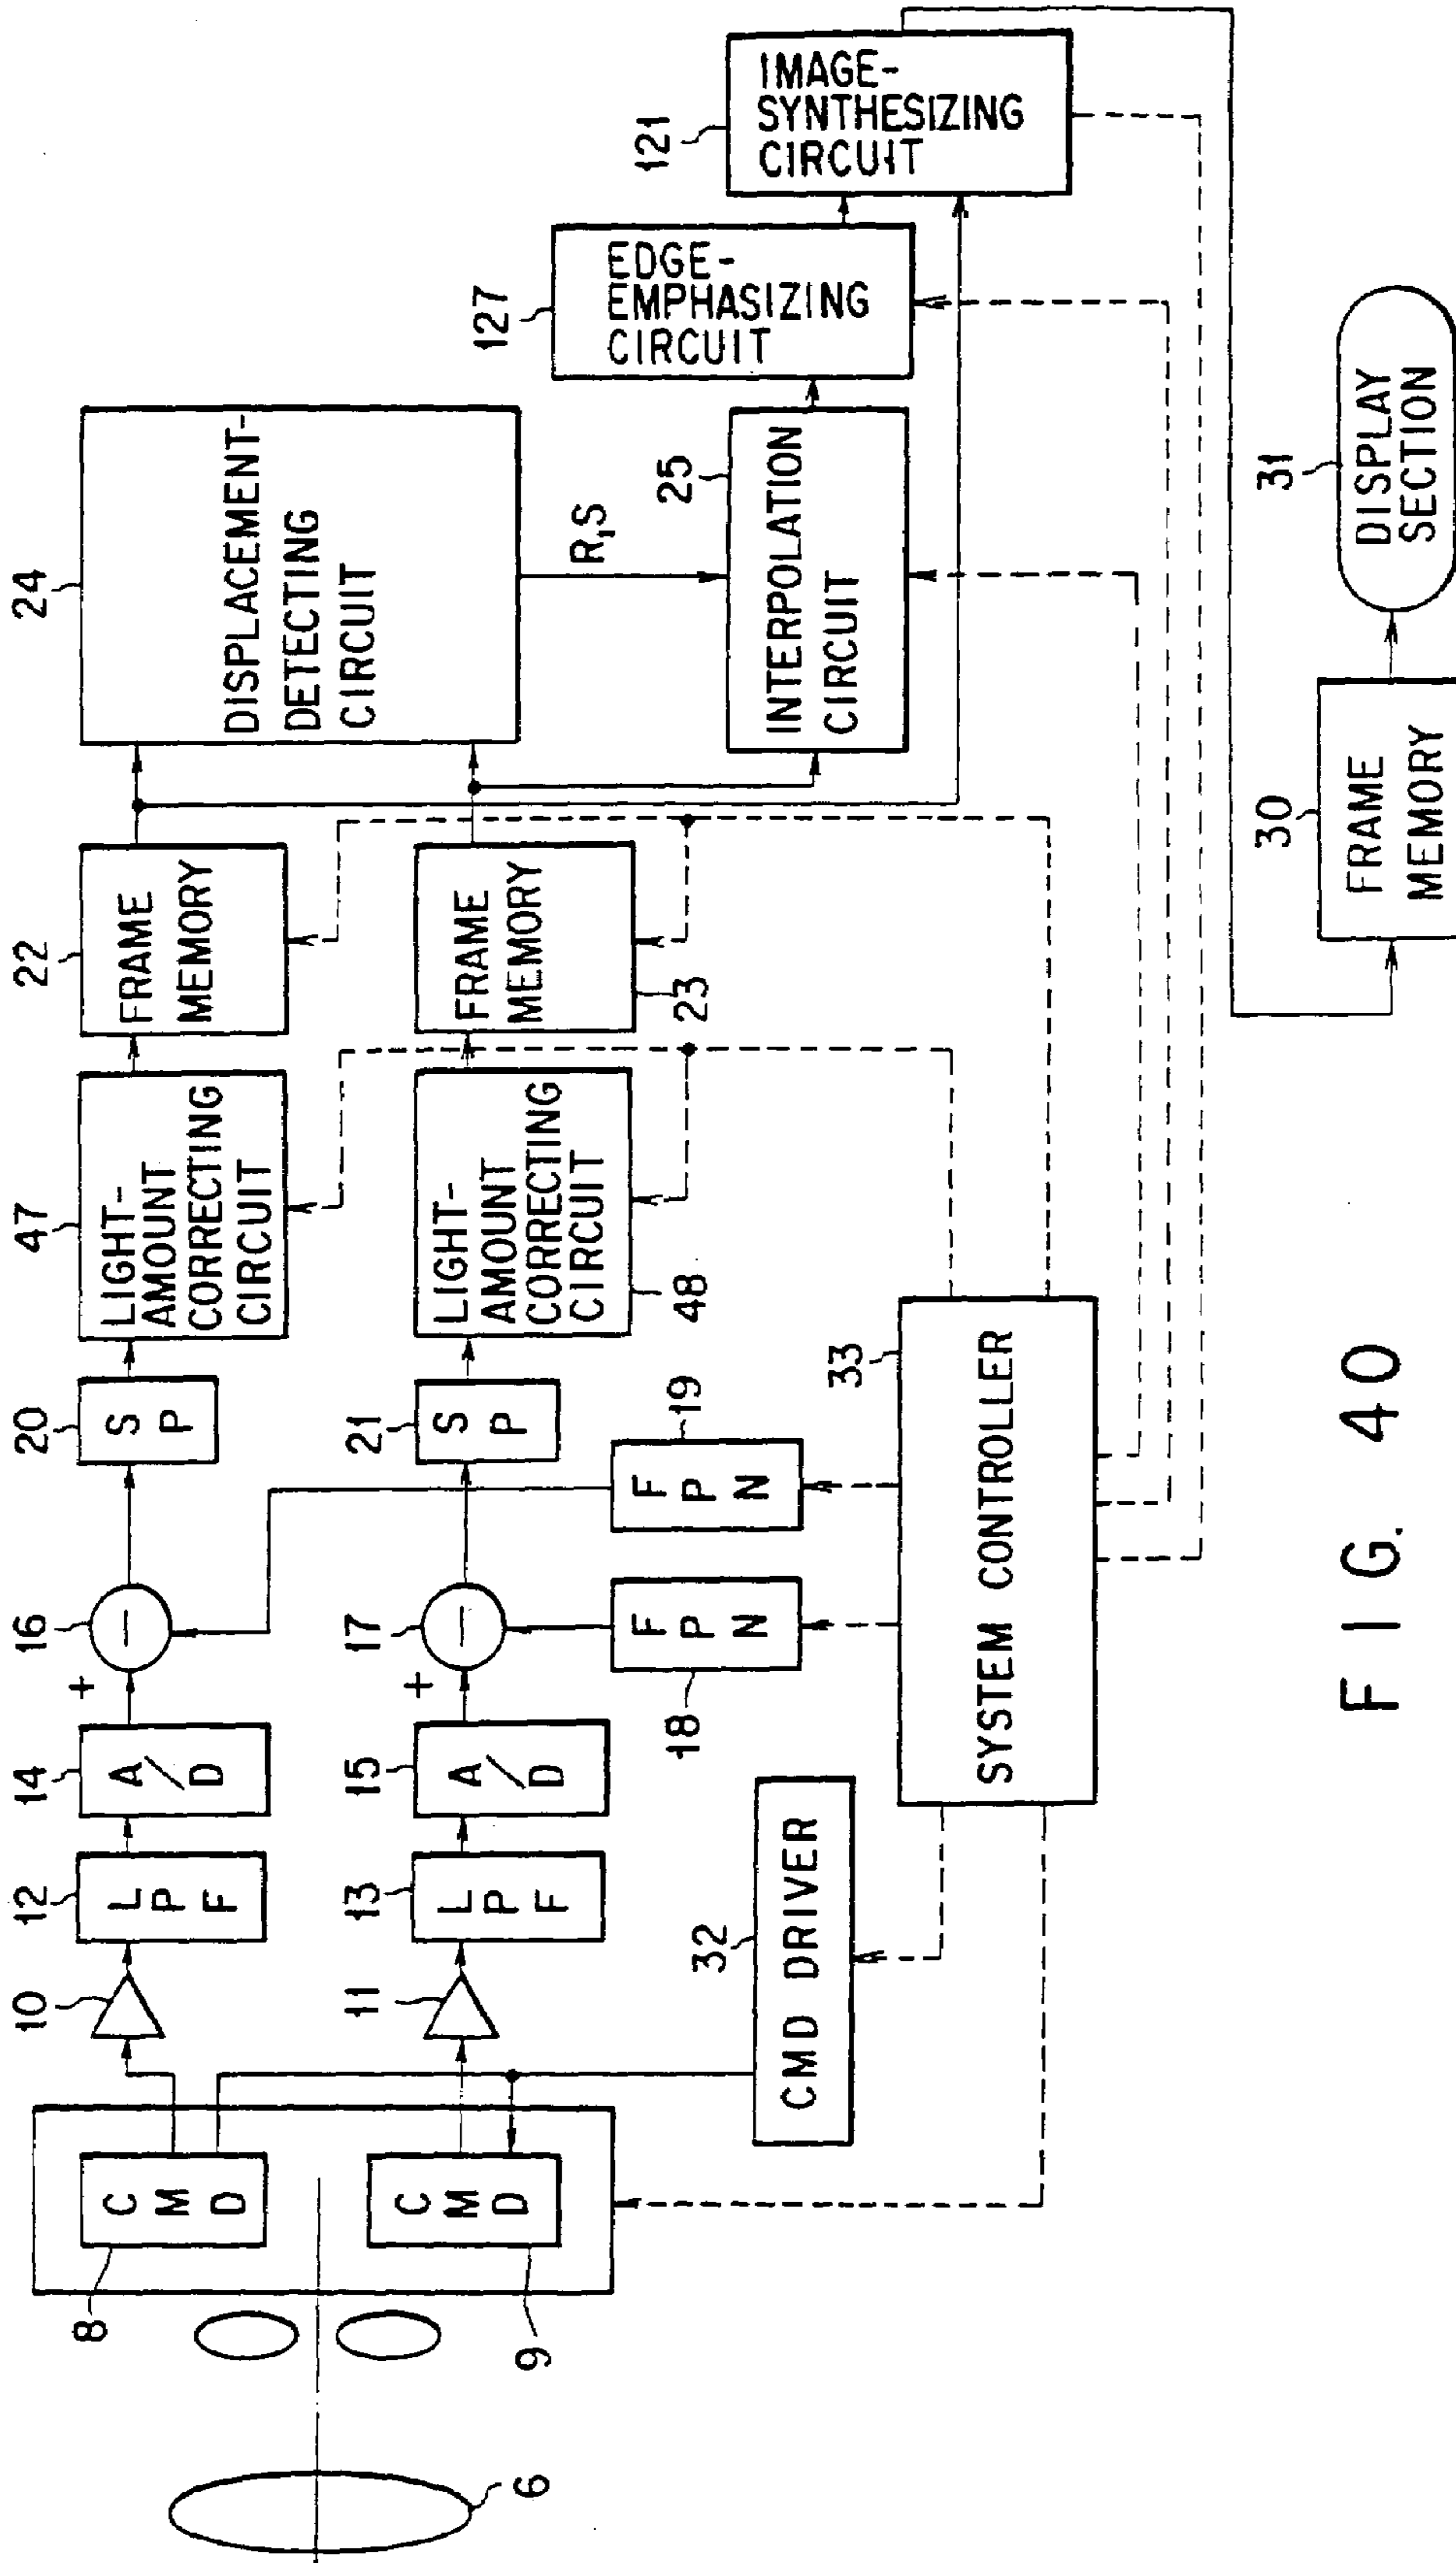 24
DISPLACEMENT-
DETECTING
CIRCUIT
22
FRAME
MEMORY
47
LIGHT-
AMOUNT
CORRECTING
CIRCUIT
20
S
P
16
+
−
14
A/D
12
L
P
F
10
8
C
M
D
6
9
C
M
D
11
13
L
P
F
15
A/D
17
+
−
21
S
P
48
LIGHT-
AMOUNT
CORRECTING
CIRCUIT
23
FRAME
MEMORY
R,S
25
INTERPOLATION
CIRCUIT
127
EDGE-
EMPHASIZING
CIRCUIT
121
IMAGE-
SYNTHESIZING
CIRCUIT
18
F
P
N
19
F
P
N
32
CMD DRIVER
33
SYSTEM CONTROLLER
30
FRAME
MEMORY
31
DISPLAY
SECTION
FIG. 40